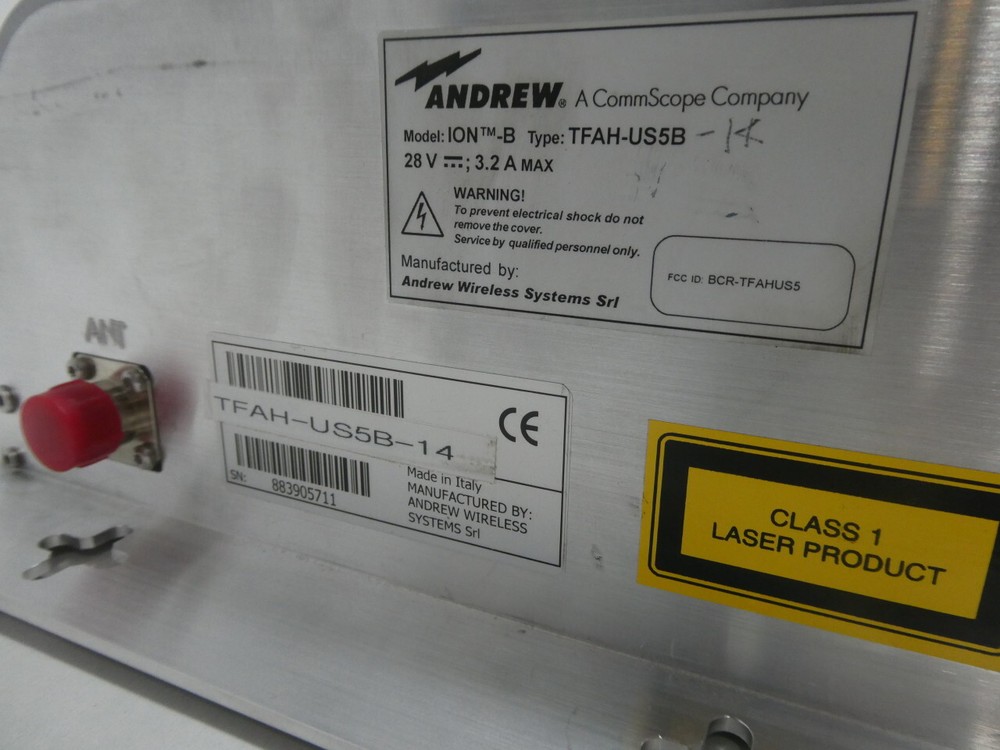 ANDREW® A CommScope Company
Model: ION™-B Type: TFAH-US5B -14
28 V ⎓; 3.2 A MAX
WARNING!
To prevent electrical shock do not
remove the cover.
Service by qualified personnel only.
Manufactured by:
Andrew Wireless Systems Srl
FCC ID: BCR-TFAHUS5
ANT
TFAH-US5B-14
CE
SN: 883905711
Made in Italy
MANUFACTURED BY:
ANDREW WIRELESS
SYSTEMS Srl
CLASS 1
LASER PRODUCT